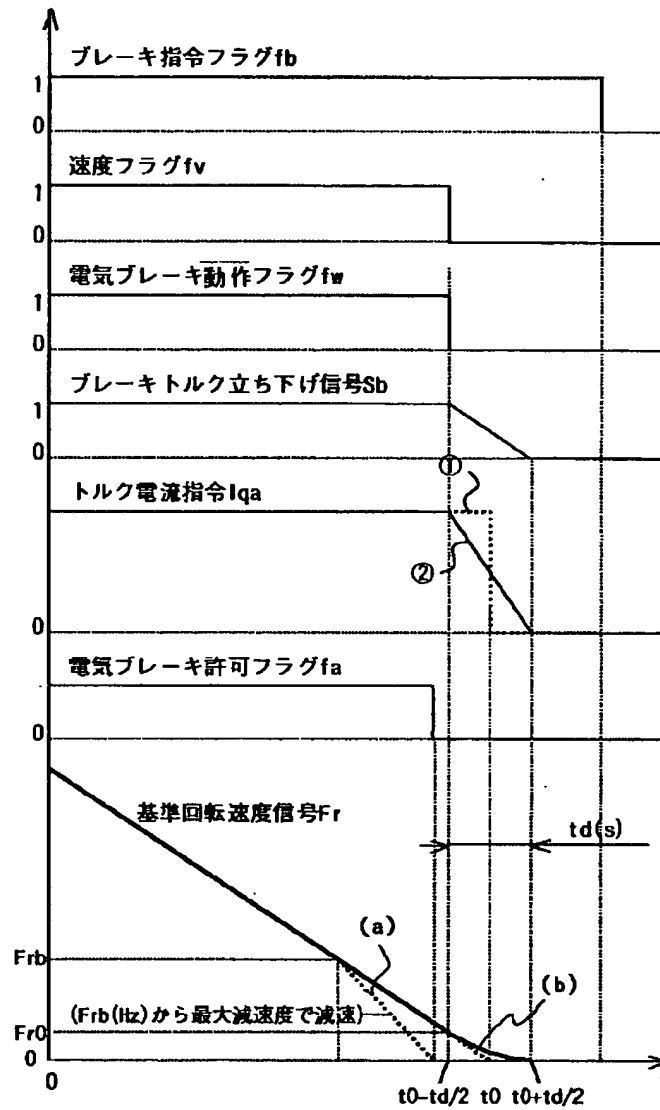 ブレーキ指令フラグfb
1
0
速度フラグfv
1
0
電気ブレーキ動作フラグfw
1
0
ブレーキトルク立ち下げ信号Sb
1
0
①
トルク電流指令Iqa
②
0
電気ブレーキ許可フラグfa
0
基準回転速度信号Fr
td(s)
(a)
Frb
(b)
(Frb(Hz)から最大減速度で減速)
Fr0
0
0
t0-td/2 t0 t0+td/2